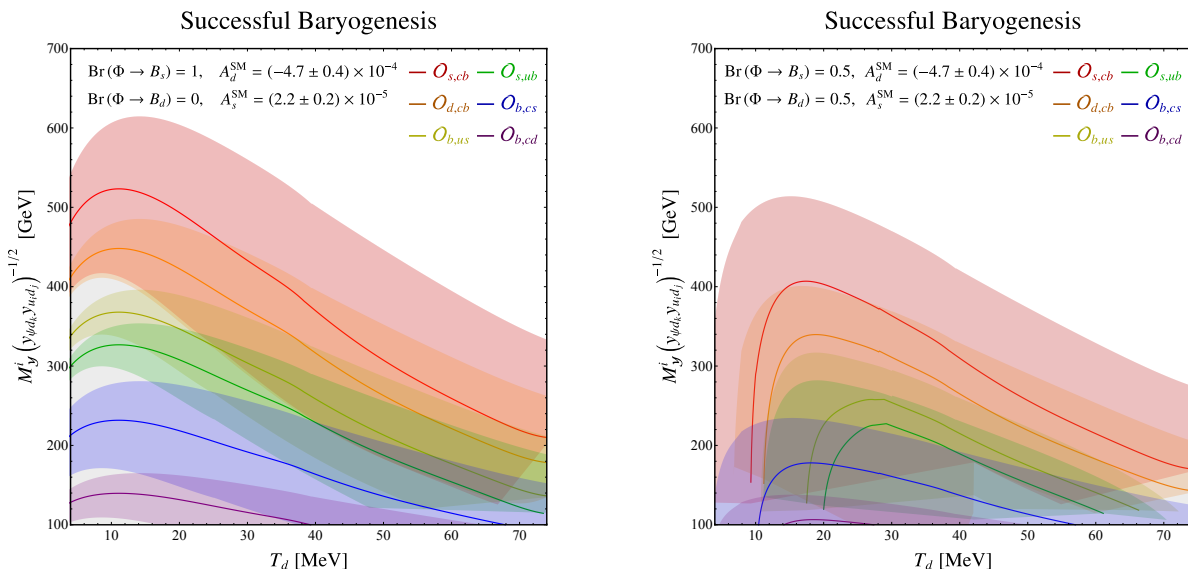 Successful Baryogenesis
Br(Φ → B_s) = 1, A_d^SM = (−4.7 ± 0.4) × 10^−4
Br(Φ → B_d) = 0, A_s^SM = (2.2 ± 0.2) × 10^−5
O_s,cb O_s,ub
O_d,cb O_b,cs
O_b,us O_b,cd
M_𝒴^i (y_ψd_k y_u_i d_j)^−1/2 [GeV]
700
600
500
400
300
200
100
10 20 30 40 50 60 70
T_d [MeV]
Successful Baryogenesis
Br(Φ → B_s) = 0.5, A_d^SM = (−4.7 ± 0.4) × 10^−4
Br(Φ → B_d) = 0.5, A_s^SM = (2.2 ± 0.2) × 10^−5
O_s,cb O_s,ub
O_d,cb O_b,cs
O_b,us O_b,cd
M_𝒴^i (y_ψd_k y_u_i d_j)^−1/2 [GeV]
700
600
500
400
300
200
100
10 20 30 40 50 60 70
T_d [MeV]